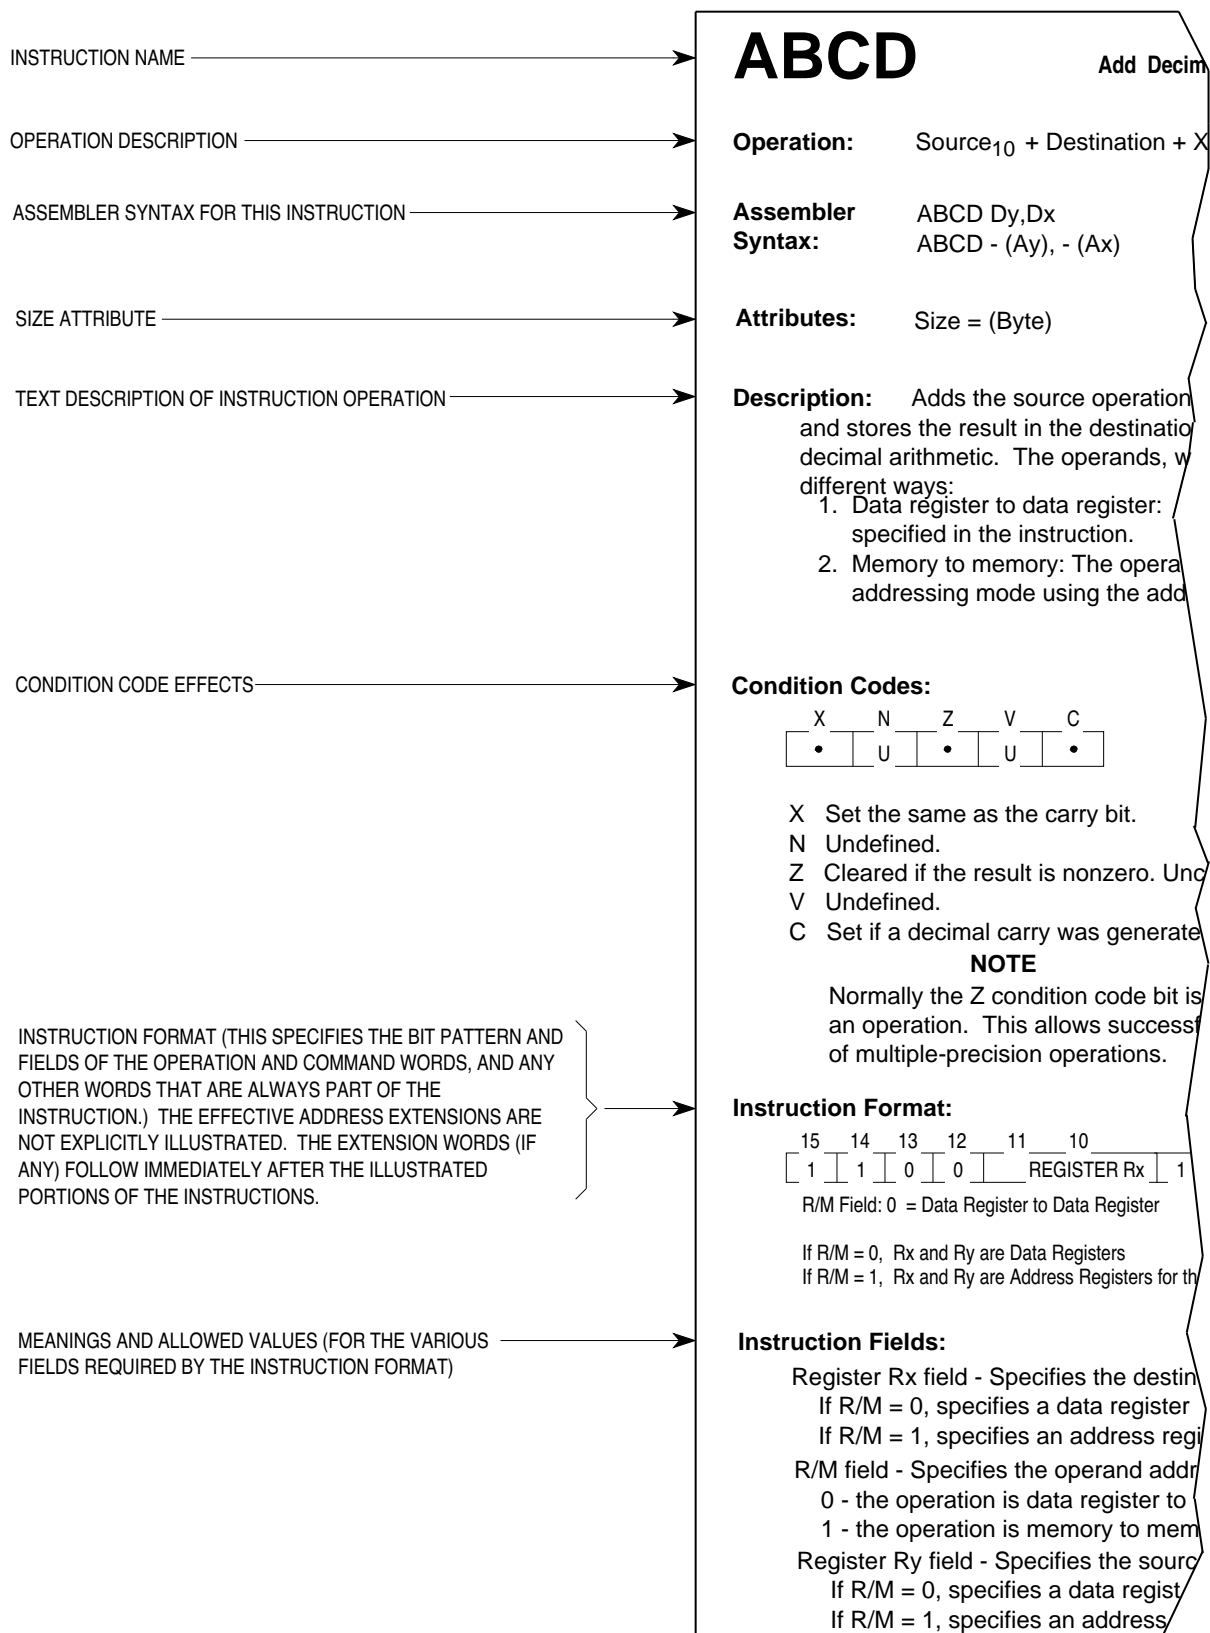 INSTRUCTION NAME
ABCD
Add Decim
OPERATION DESCRIPTION
Operation: Source10 + Destination + X
ASSEMBLER SYNTAX FOR THIS INSTRUCTION
Assembler ABCD Dy,Dx
Syntax: ABCD - (Ay), - (Ax)
SIZE ATTRIBUTE
Attributes: Size = (Byte)
TEXT DESCRIPTION OF INSTRUCTION OPERATION
Description: Adds the source operation
and stores the result in the destinatio
decimal arithmetic. The operands, w
different ways:
1. Data register to data register:
specified in the instruction.
2. Memory to memory: The opera
addressing mode using the add
CONDITION CODE EFFECTS
Condition Codes:
X N Z V C
• U • U •
X Set the same as the carry bit.
N Undefined.
Z Cleared if the result is nonzero. Unc
V Undefined.
C Set if a decimal carry was generate
NOTE
Normally the Z condition code bit is
an operation. This allows successf
of multiple-precision operations.
INSTRUCTION FORMAT (THIS SPECIFIES THE BIT PATTERN AND
FIELDS OF THE OPERATION AND COMMAND WORDS, AND ANY
OTHER WORDS THAT ARE ALWAYS PART OF THE
INSTRUCTION.) THE EFFECTIVE ADDRESS EXTENSIONS ARE
NOT EXPLICITLY ILLUSTRATED. THE EXTENSION WORDS (IF
ANY) FOLLOW IMMEDIATELY AFTER THE ILLUSTRATED
PORTIONS OF THE INSTRUCTIONS.
Instruction Format:
15 14 13 12 11 10
1 1 0 0 REGISTER Rx 1
R/M Field: 0 = Data Register to Data Register
If R/M = 0, Rx and Ry are Data Registers
If R/M = 1, Rx and Ry are Address Registers for th
MEANINGS AND ALLOWED VALUES (FOR THE VARIOUS
FIELDS REQUIRED BY THE INSTRUCTION FORMAT)
Instruction Fields:
Register Rx field - Specifies the destin
If R/M = 0, specifies a data register
If R/M = 1, specifies an address regi
R/M field - Specifies the operand addr
0 - the operation is data register to
1 - the operation is memory to mem
Register Ry field - Specifies the sourc
If R/M = 0, specifies a data regist
If R/M = 1, specifies an address